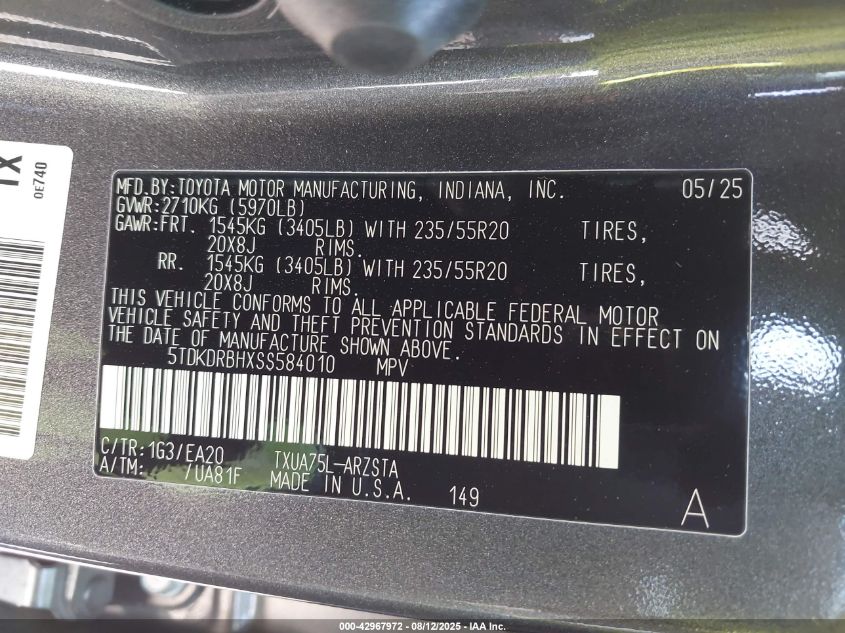 TX
0E740
MFD.BY:TOYOTA MOTOR MANUFACTURING, INDIANA, INC. 05/25
GVWR:2710KG (5970LB)
GAWR:FRT. 1545KG (3405LB) WITH 235/55R20 TIRES,
20X8J RIMS.
RR. 1545KG (3405LB) WITH 235/55R20 TIRES,
20X8J RIMS
THIS VEHICLE CONFORMS TO ALL APPLICABLE FEDERAL MOTOR
VEHICLE SAFETY AND THEFT PREVENTION STANDARDS IN EFFECT ON
THE DATE OF MANUFACTURE SHOWN ABOVE.
5TDKDRBHXSS584010 MPV
C/TR:1G3/EA20 TXUA75L-ARZSTA
A/TM: /UA81F MADE IN U.S.A. 149
A
000-42967972 - 08/12/2025 - IAA Inc.